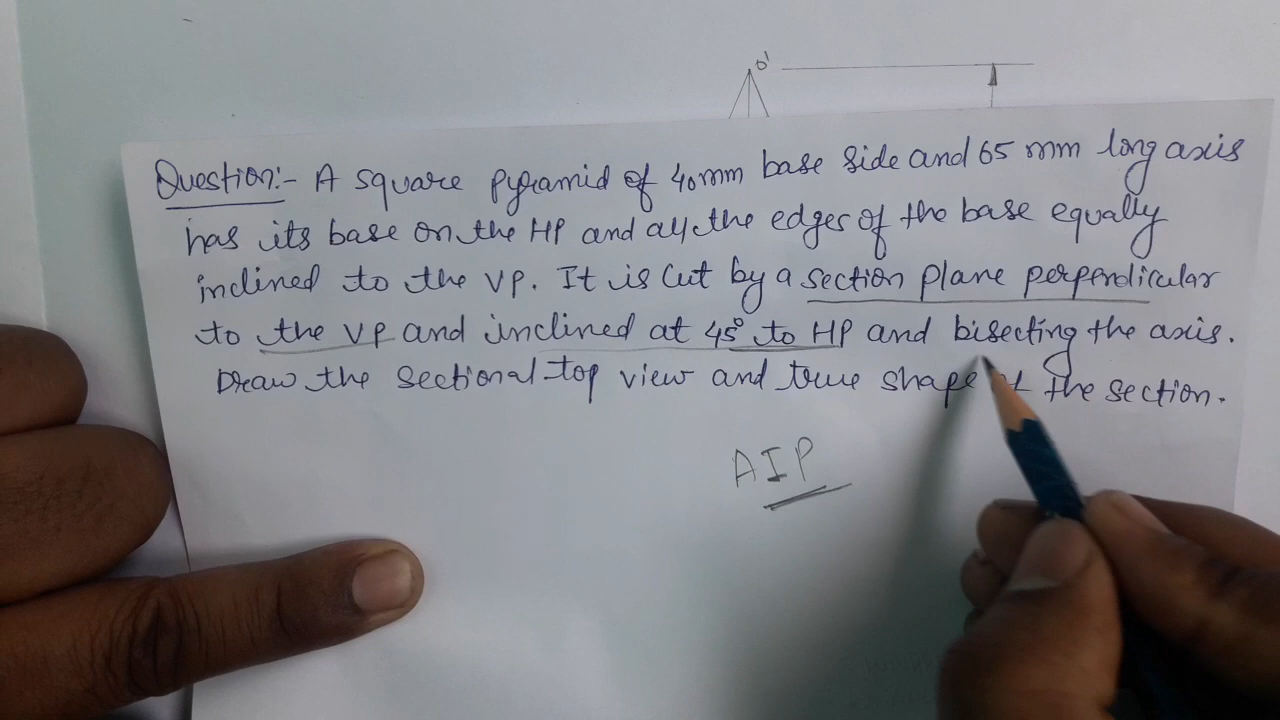 O'
Question:- A square pyramid of 40mm base side and 65 mm long axis
has its base on the HP and all the edges of the base equally
inclined to the VP. It is cut by a section plane perpendicular
to the VP and inclined at 45° to HP and bisecting the axis.
Draw the sectional top view and true shape of the section.
AIP